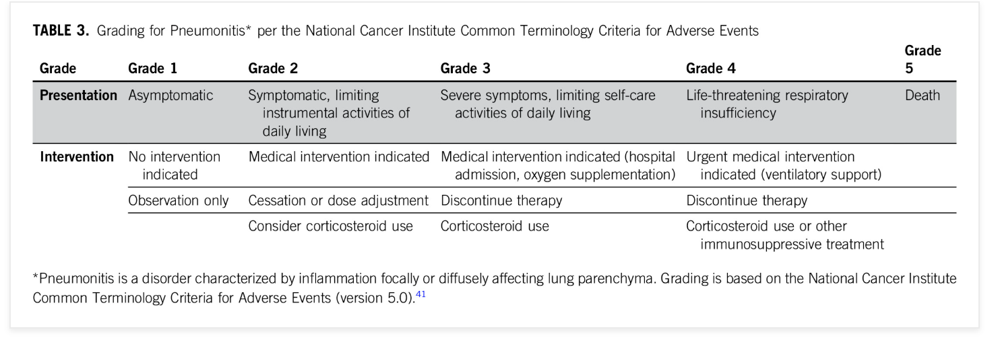 TABLE 3. Grading for Pneumonitis* per the National Cancer Institute Common Terminology Criteria for Adverse Events
Grade Grade 1 Grade 2 Grade 3 Grade 4 Grade 5
Presentation Asymptomatic Symptomatic, limiting Severe symptoms, limiting self-care Life-threatening respiratory Death
instrumental activities of activities of daily living insufficiency
daily living
Intervention No intervention Medical intervention indicated Medical intervention indicated (hospital Urgent medical intervention
indicated admission, oxygen supplementation) indicated (ventilatory support)
Observation only Cessation or dose adjustment Discontinue therapy Discontinue therapy
Consider corticosteroid use Corticosteroid use Corticosteroid use or other
immunosuppressive treatment
*Pneumonitis is a disorder characterized by inflammation focally or diffusely affecting lung parenchyma. Grading is based on the National Cancer Institute
Common Terminology Criteria for Adverse Events (version 5.0).41